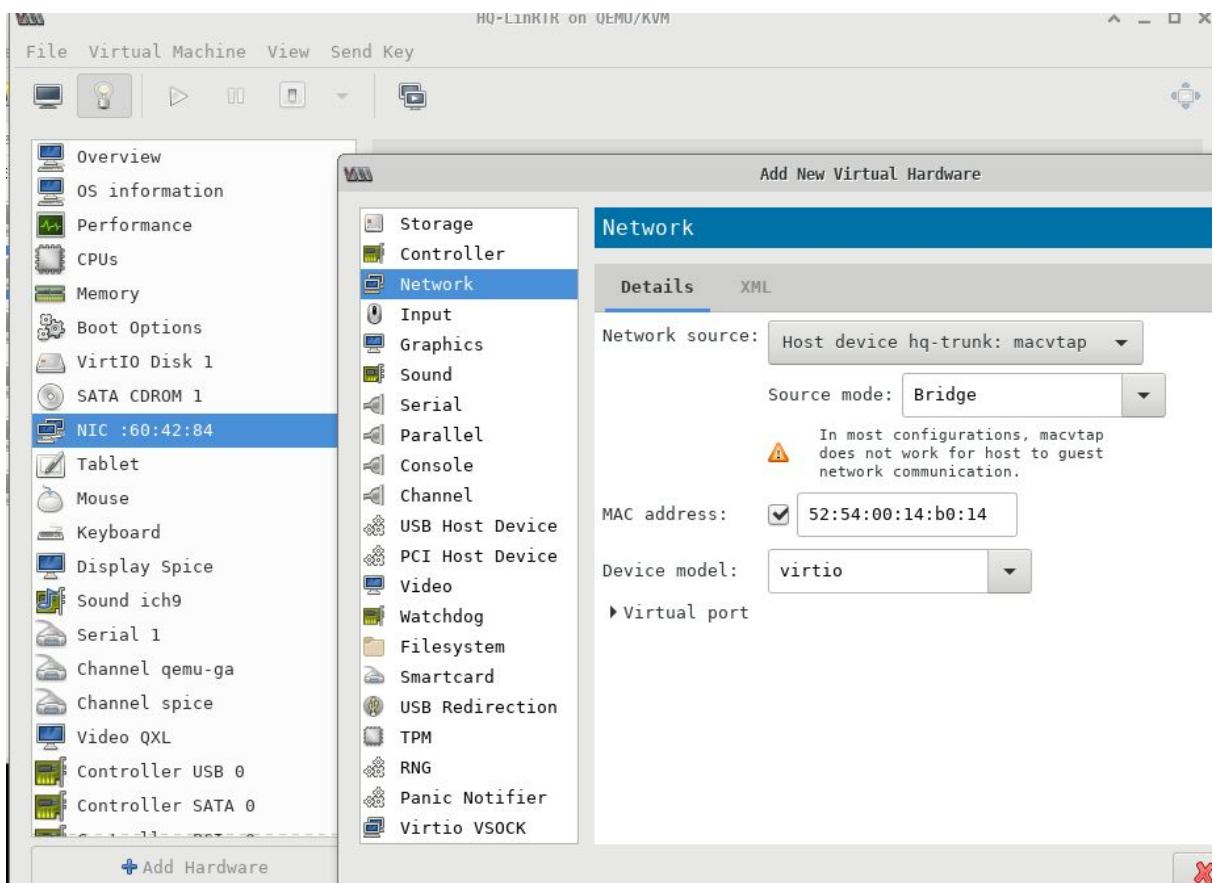 HQ-LinRTR on QEMU/KVM
File Virtual Machine View Send Key
Overview
OS information
Performance
CPUs
Memory
Boot Options
VirtIO Disk 1
SATA CDROM 1
NIC :60:42:84
Tablet
Mouse
Keyboard
Display Spice
Sound ich9
Serial 1
Channel qemu-ga
Channel spice
Video QXL
Controller USB 0
Controller SATA 0
Add Hardware
Add New Virtual Hardware
Storage
Controller
Network
Input
Graphics
Sound
Serial
Parallel
Console
Channel
USB Host Device
PCI Host Device
Video
Watchdog
Filesystem
Smartcard
USB Redirection
TPM
RNG
Panic Notifier
Virtio VSOCK
Network
Details XML
Network source: Host device hq-trunk: macvtap
Source mode: Bridge
In most configurations, macvtap
does not work for host to guest
network communication.
MAC address: 52:54:00:14:b0:14
Device model: virtio
Virtual port